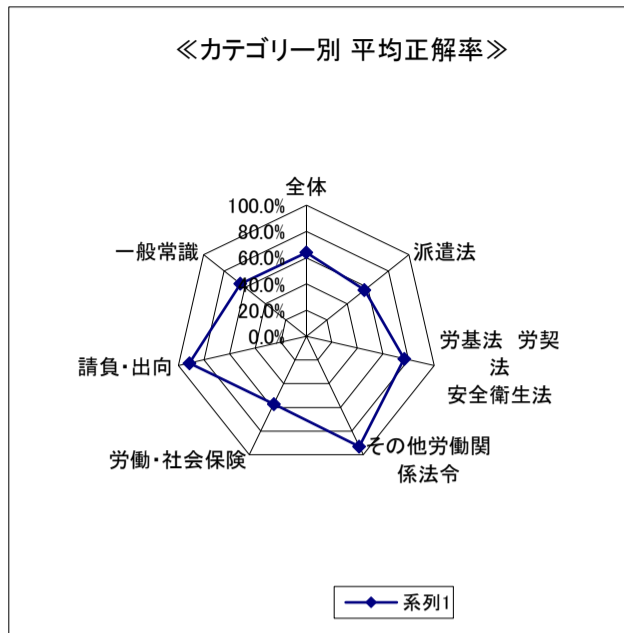 ≪カテゴリー別 平均正解率≫
全体
100.0%
80.0%
60.0%
40.0%
20.0%
0.0%
派遣法
労基法 労契
法
安全衛生法
その他労働関
係法令
労働・社会保険
請負・出向
一般常識
系列1